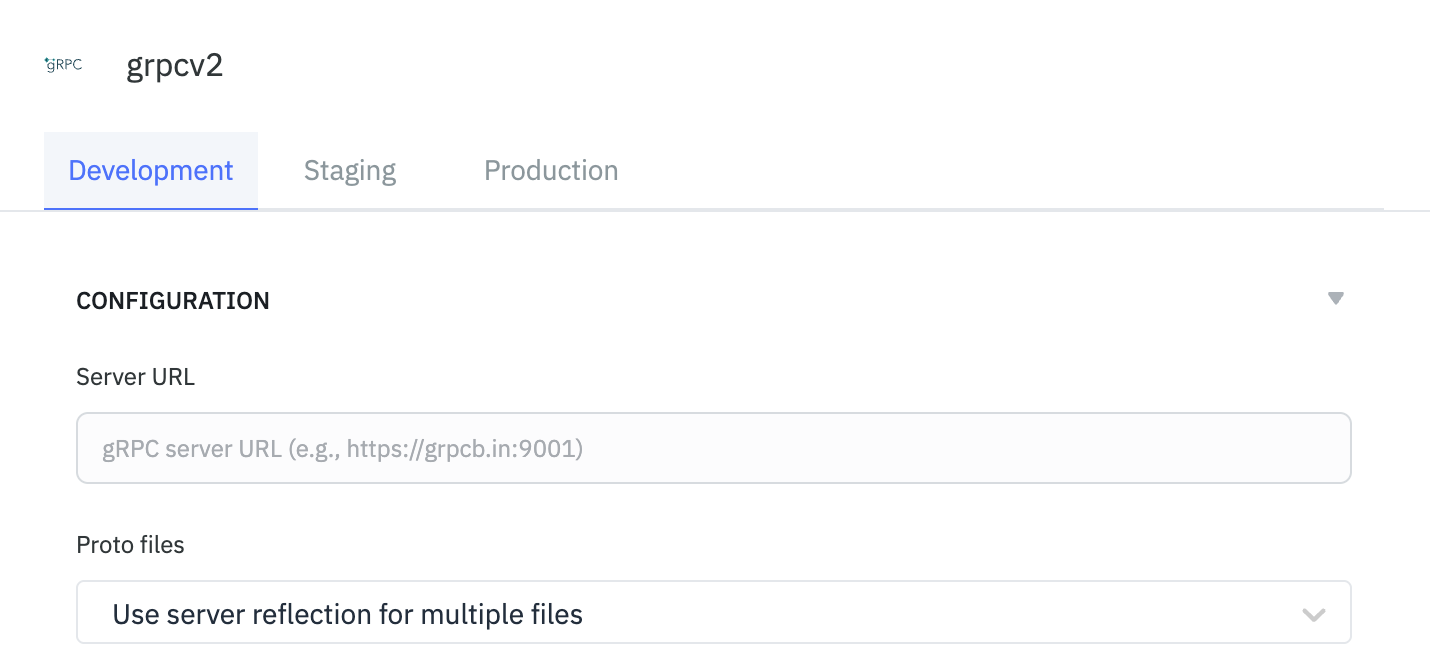 gRPC grpcv2
Development Staging Production
CONFIGURATION
Server URL
gRPC server URL (e.g., https://grpcb.in:9001)
Proto files
Use server reflection for multiple files